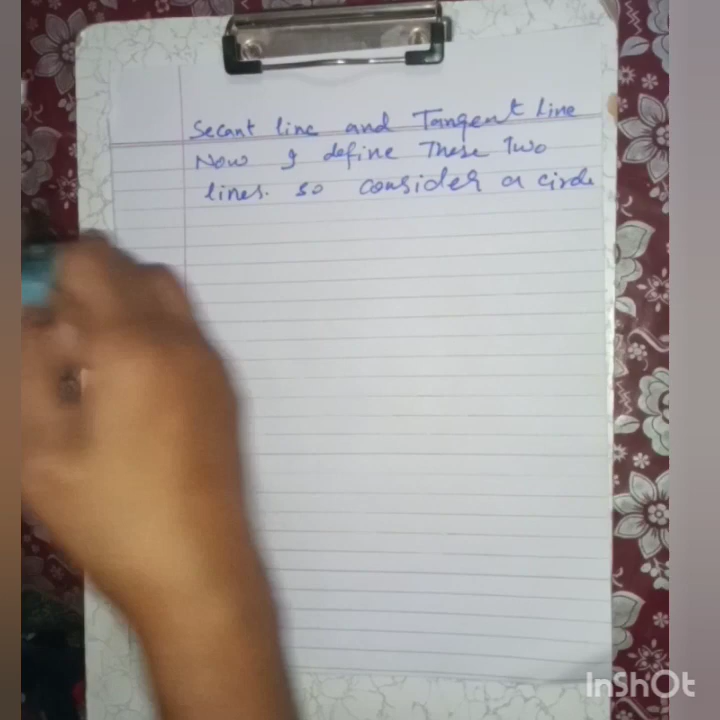 Secant line and Tangent Line
Now I define These Two
lines. so consider a circle
InShOt